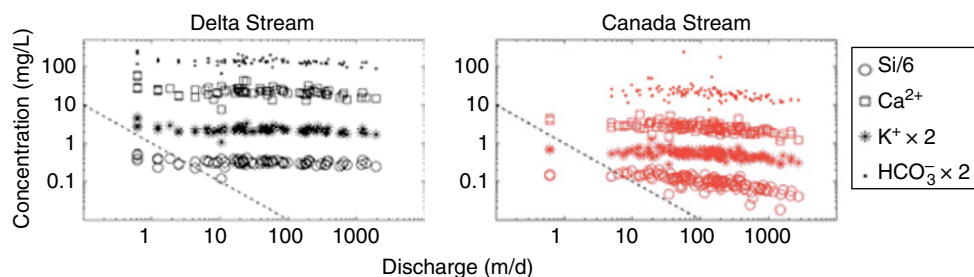 Delta Stream
Canada Stream
Concentration (mg/L)
100
10
1
0.1
100
10
1
0.1
1 10 100 1000
1 10 100 1000
Discharge (m/d)
Si/6
Ca²⁺
K⁺ × 2
HCO₃⁻ × 2